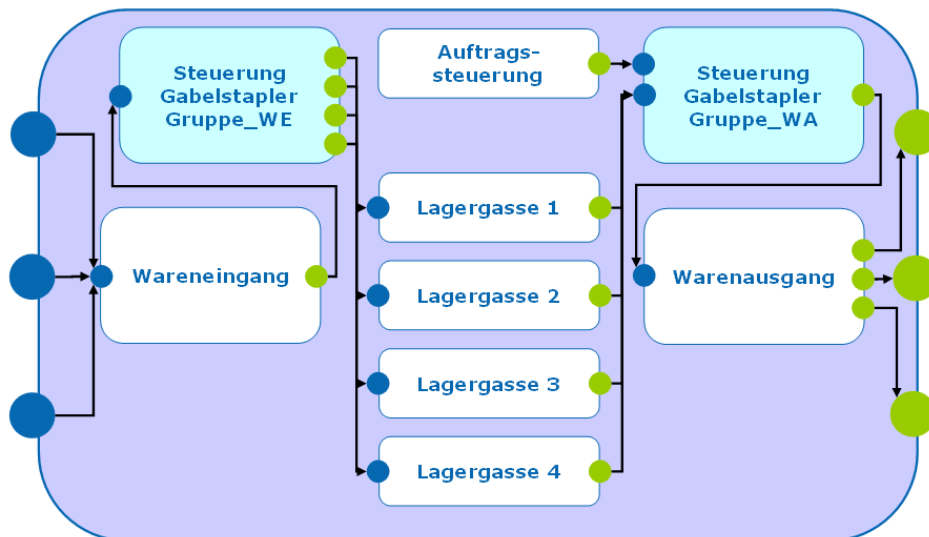 Steuerung
Gabelstapler
Gruppe_WE
Auftrags-
steuerung
Steuerung
Gabelstapler
Gruppe_WA
Lagergasse 1
Wareneingang
Warenausgang
Lagergasse 2
Lagergasse 3
Lagergasse 4